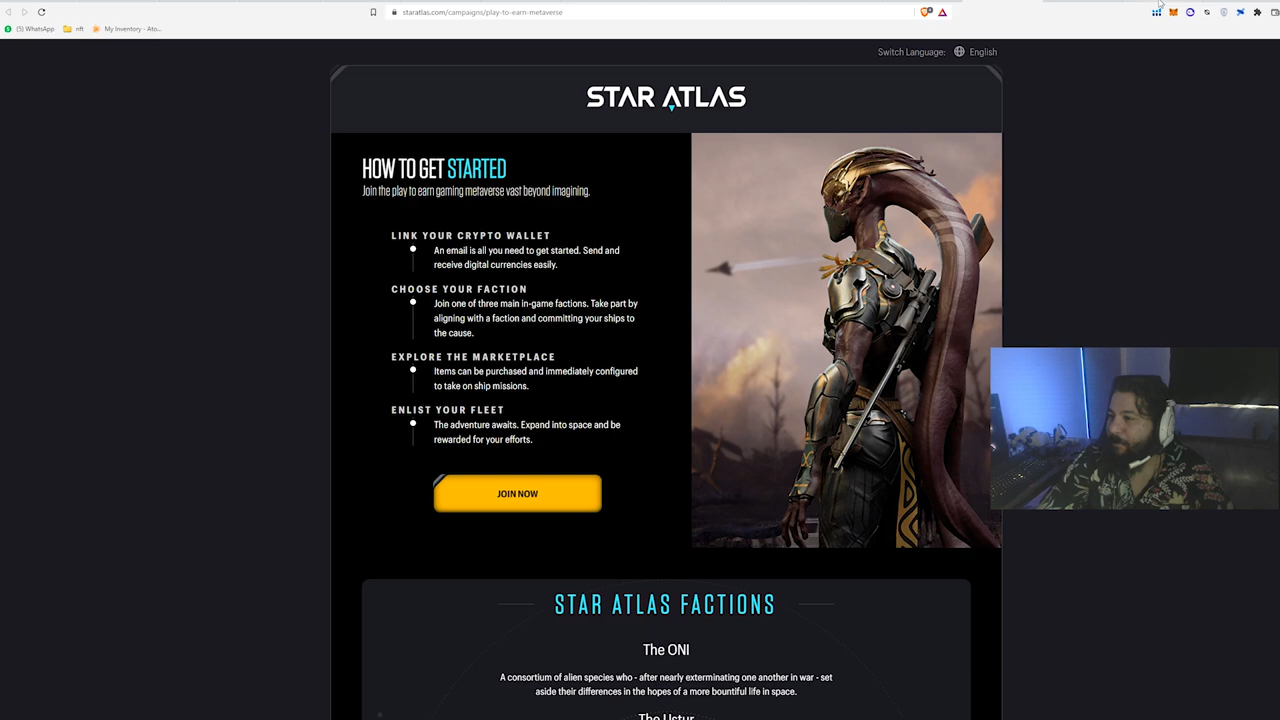 staratlas.com/campaigns/play-to-earn-metaverse
(5) WhatsApp
nft
My Inventory - Ato...
Switch Language:
English
STAR ATLAS
HOW TO GET STARTED
Join the play to earn gaming metaverse vast beyond imagining.
LINK YOUR CRYPTO WALLET
An email is all you need to get started. Send and
receive digital currencies easily.
CHOOSE YOUR FACTION
Join one of three main in-game factions. Take part by
aligning with a faction and committing your ships to
the cause.
EXPLORE THE MARKETPLACE
Items can be purchased and immediately configured
to take on ship missions.
ENLIST YOUR FLEET
The adventure awaits. Expand into space and be
rewarded for your efforts.
JOIN NOW
STAR ATLAS FACTIONS
The ONI
A consortium of alien species who - after nearly exterminating one another in war - set
aside their differences in the hopes of a more bountiful life in space.
The Ustur